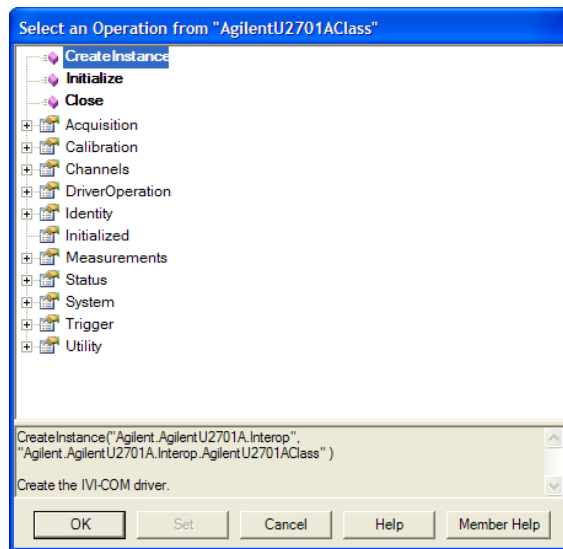 Select an Operation from "AgilentU2701AClass"
CreateInstance
Initialize
Close
Acquisition
Calibration
Channels
DriverOperation
Identity
Initialized
Measurements
Status
System
Trigger
Utility
CreateInstance("Agilent.AgilentU2701A.Interop",
"Agilent.AgilentU2701A.Interop.AgilentU2701AClass" )
Create the IVI-COM driver.
OK Set Cancel Help Member Help